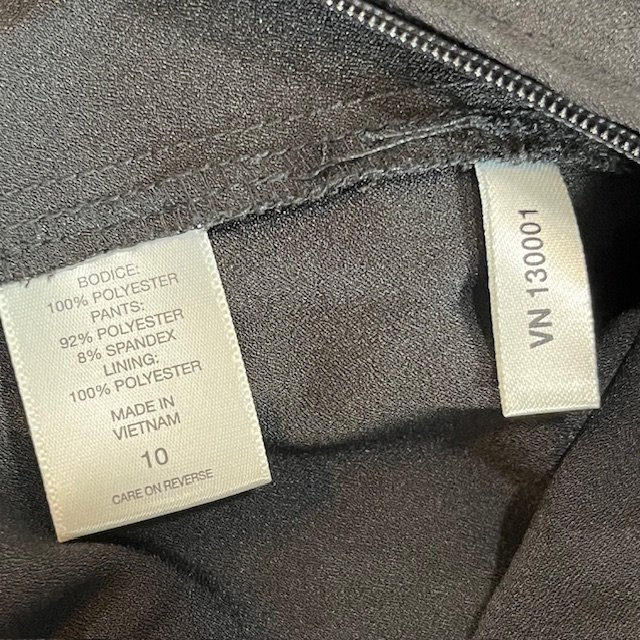 BODICE:
100% POLYESTER
PANTS:
92% POLYESTER
8% SPANDEX
LINING:
100% POLYESTER
MADE IN
VIETNAM
10
CARE ON REVERSE
VN 130001